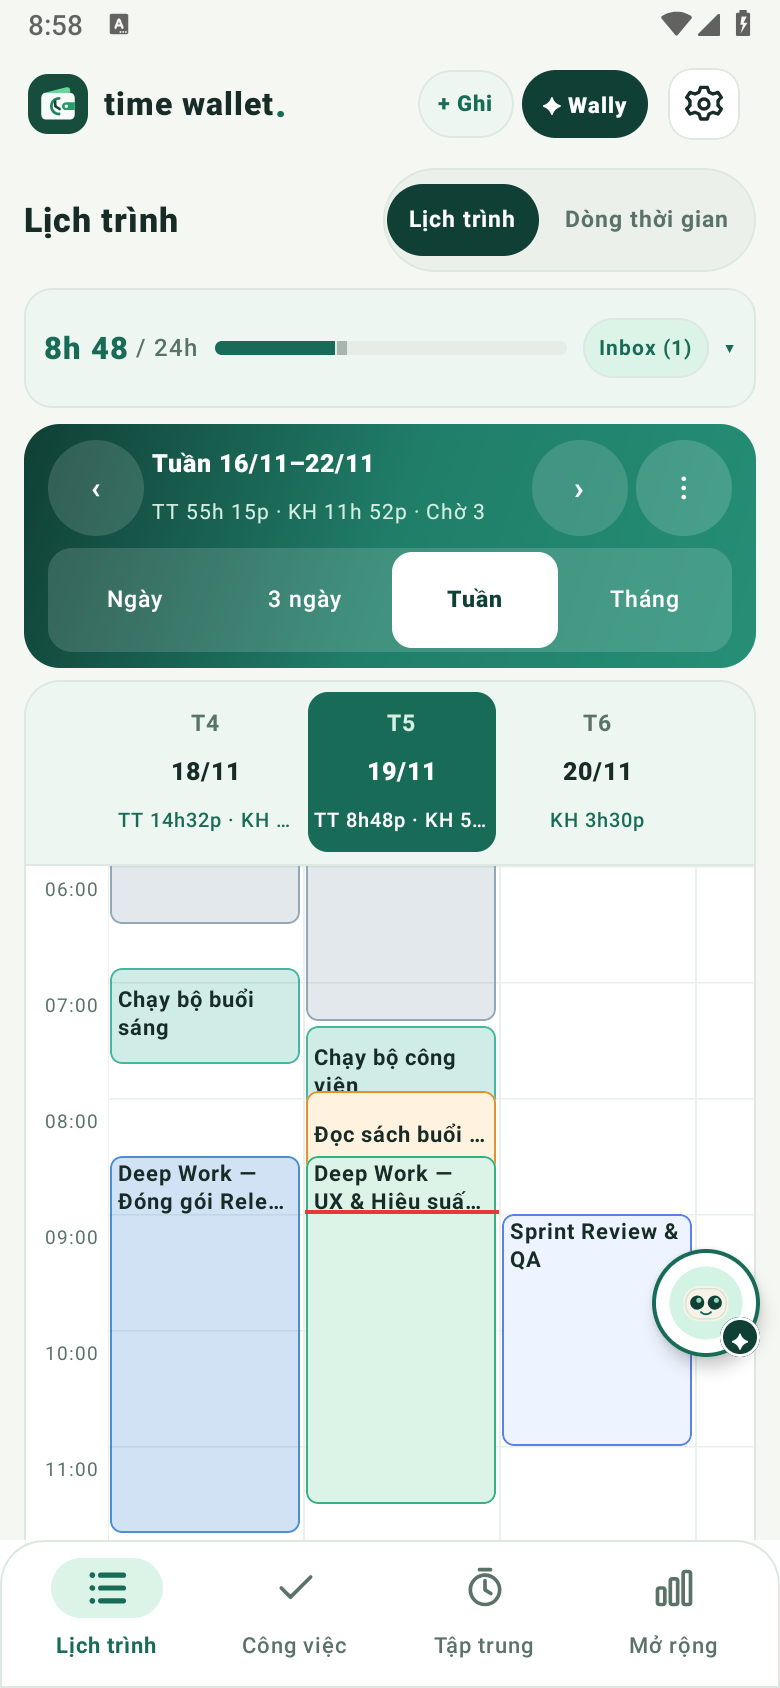 8:58
A
time wallet.
+ Ghi
Wally
Lịch trình
Lịch trình
Dòng thời gian
8h 48 / 24h
Inbox (1)
Tuần 16/11–22/11
TT 55h 15p · KH 11h 52p · Chờ 3
Ngày
3 ngày
Tuần
Tháng
T4
T5
T6
18/11
19/11
20/11
TT 14h32p · KH ...
TT 8h48p · KH 5...
KH 3h30p
06:00
07:00
Chạy bộ buổi
sáng
Chạy bộ công
viên
08:00
Đọc sách buổi ...
Deep Work —
Đóng gói Rele...
Deep Work —
UX & Hiệu suấ...
09:00
Sprint Review &
QA
10:00
11:00
Lịch trình
Công việc
Tập trung
Mở rộng